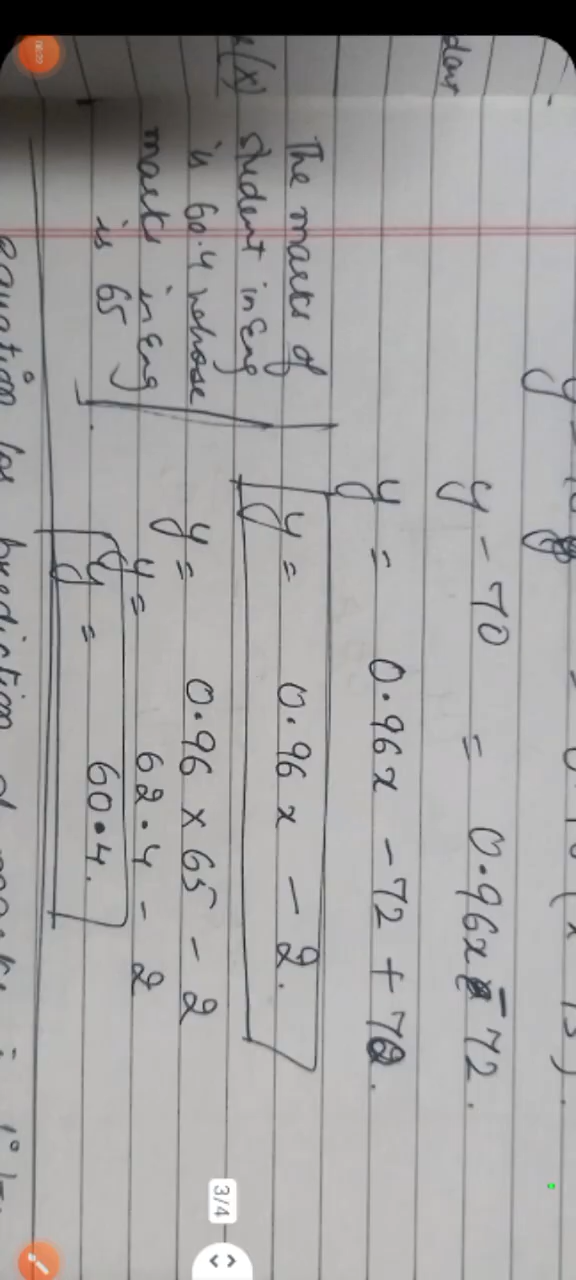 y - 70 = 0.96x - 72.
y = 0.96x - 72 + 70.
y = 0.96x - 2.
y = 0.96 x 65 - 2
y = 62.4 - 2
y = 60.4.
The marks of
student in Eng
is 60.4 whose
marks in Eng
is 65
equation for prediction of marks
3/4